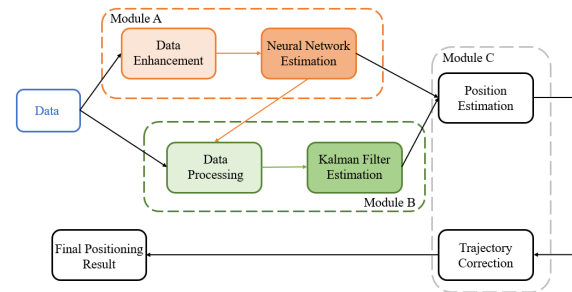 Module A
Data
Enhancement
Neural Network
Estimation
Module C
Data
Position
Estimation
Data
Processing
Kalman Filter
Estimation
Module B
Final Positioning
Result
Trajectory
Correction